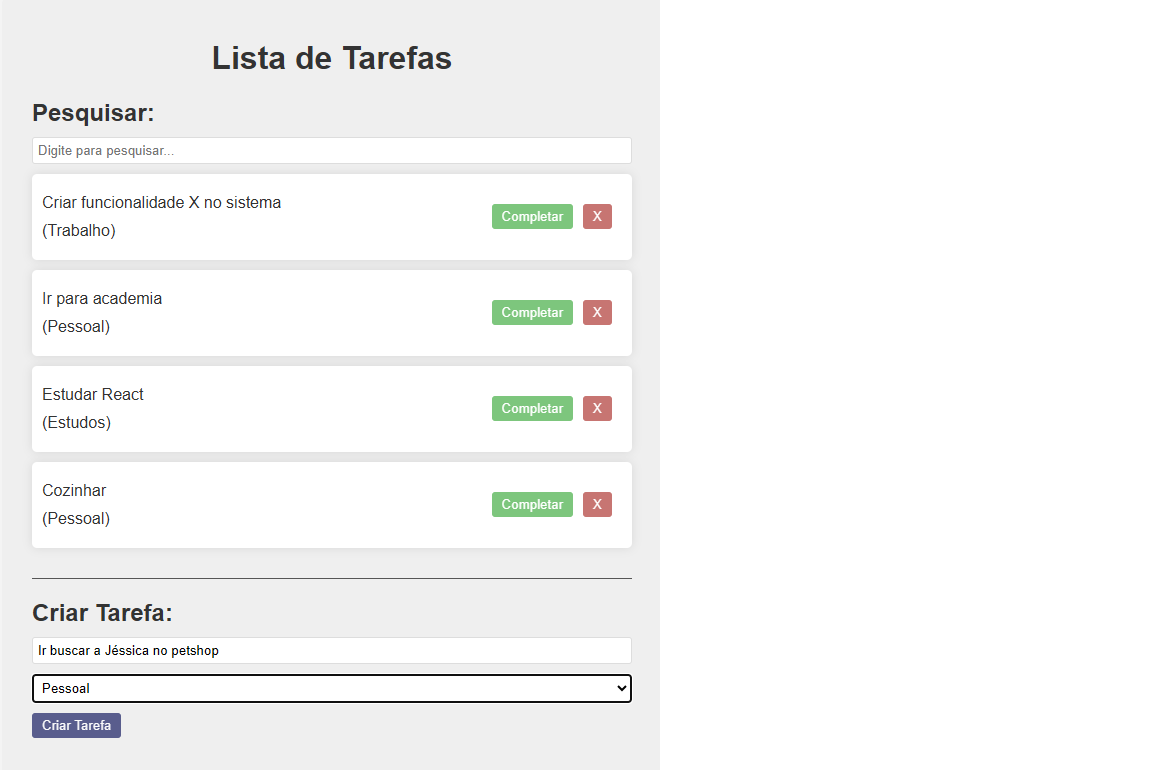 Lista de Tarefas
Pesquisar:
Digite para pesquisar...
Criar funcionalidade X no sistema
(Trabalho)
Completar X
Ir para academia
(Pessoal)
Completar X
Estudar React
(Estudos)
Completar X
Cozinhar
(Pessoal)
Completar X
Criar Tarefa:
Ir buscar a Jéssica no petshop
Pessoal
Criar Tarefa